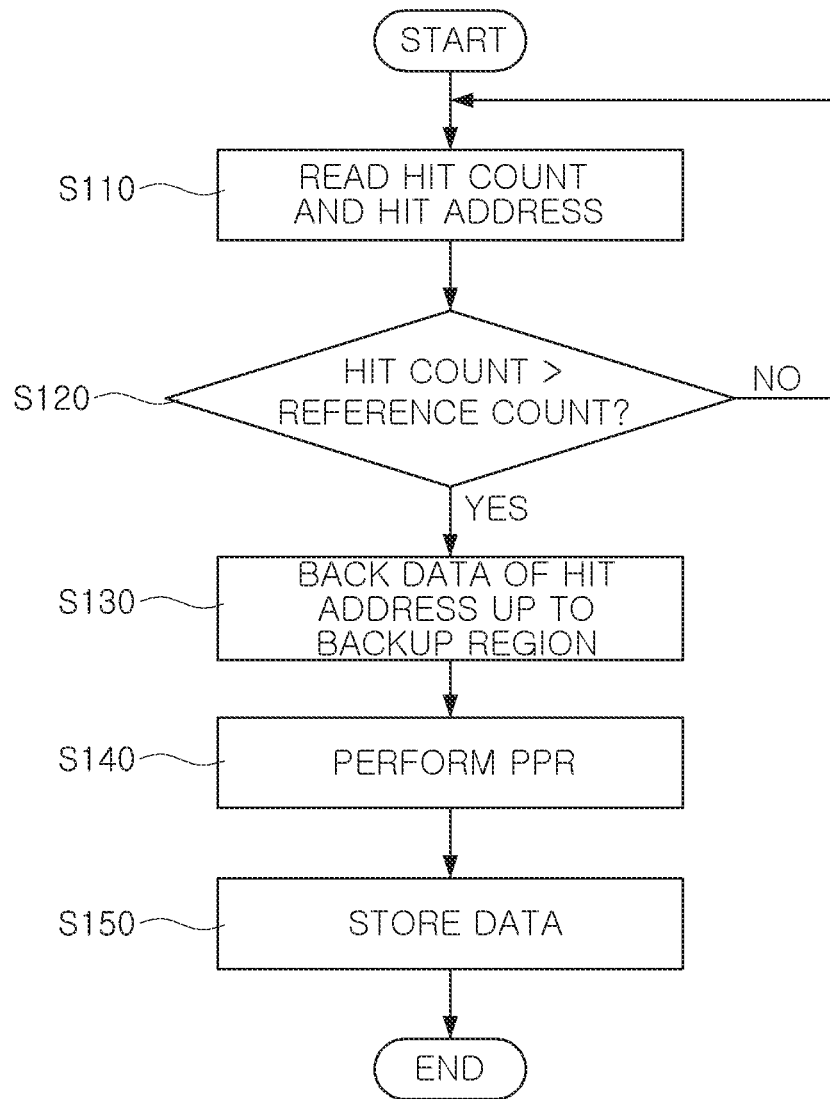 START
S110
READ HIT COUNT
AND HIT ADDRESS
S120
HIT COUNT >
REFERENCE COUNT?
NO
YES
S130
BACK DATA OF HIT
ADDRESS UP TO
BACKUP REGION
S140
PERFORM PPR
S150
STORE DATA
END